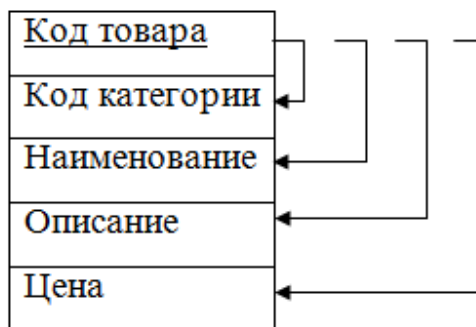 Код товара
Код категории
Наименование
Описание
Цена